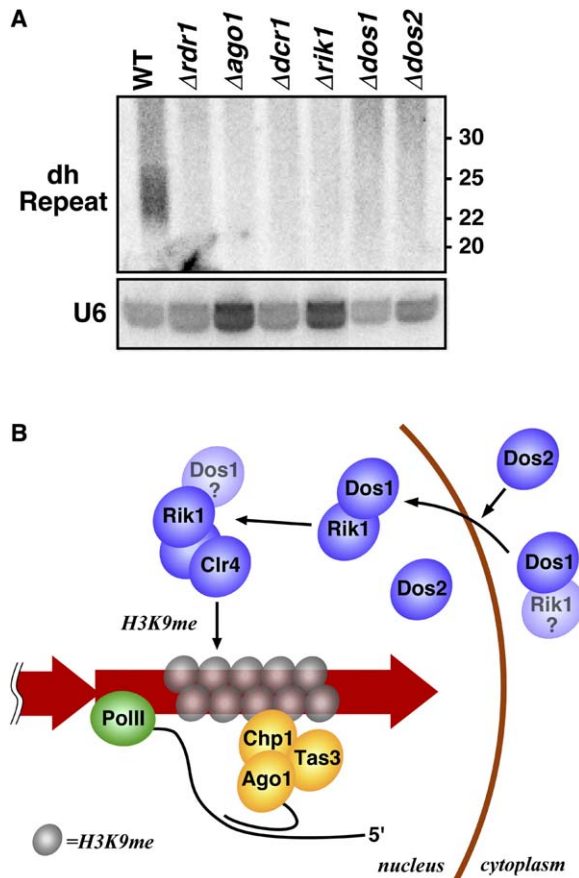 A
WT
Δrdr1
Δago1
Δdcr1
Δrik1
Δdos1
Δdos2
dh
Repeat
30
25
22
20
U6
B
Dos1
?
Rik1
Clr4
Dos1
Rik1
Dos2
Dos2
Dos1
Rik1
?
H3K9me
PolII
Chp1
Tas3
Ago1
5'
=H3K9me
nucleus
cytoplasm